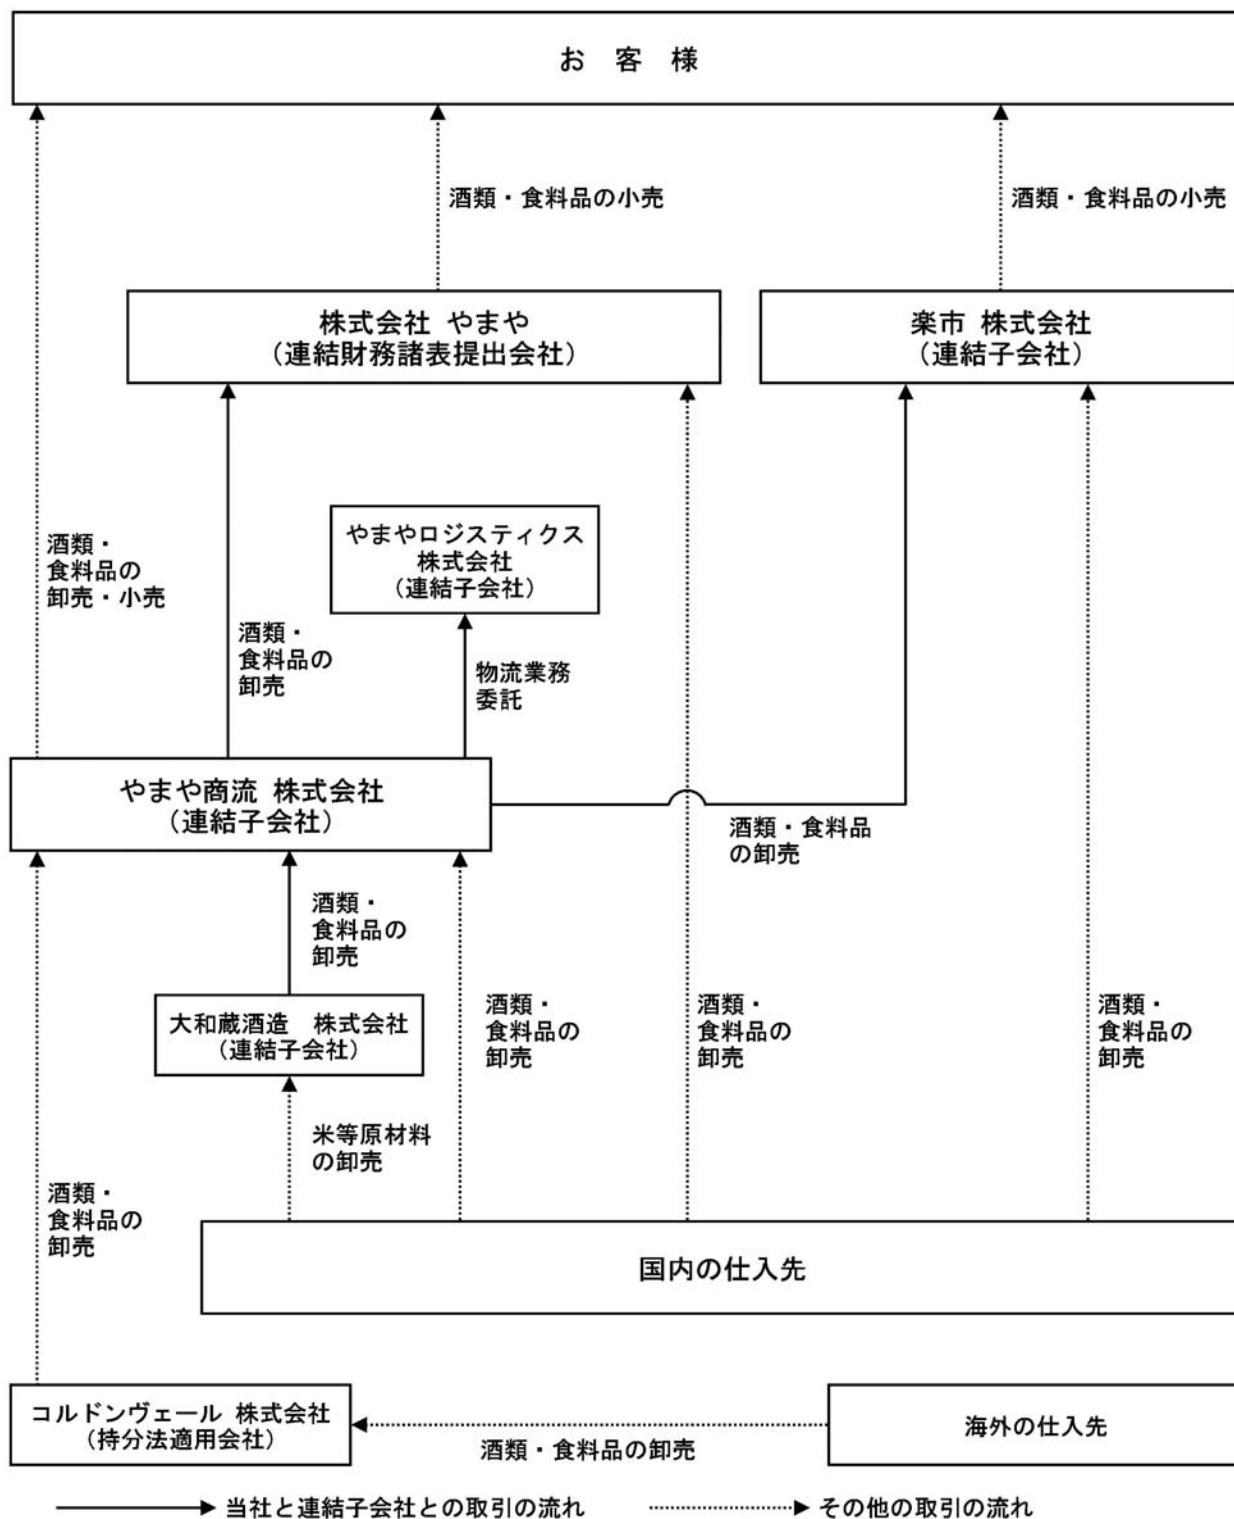 お 客 様
酒類・食料品の小売
酒類・食料品の小売
株式会社 やまや
（連結財務諸表提出会社）
楽市 株式会社
（連結子会社）
酒類・
食料品の
卸売・小売
やまやロジスティクス
株式会社
（連結子会社）
酒類・
食料品の
卸売
物流業務
委託
やまや商流 株式会社
（連結子会社）
酒類・食料品
の卸売
酒類・
食料品の
卸売
大和蔵酒造 株式会社
（連結子会社）
酒類・
食料品の
卸売
酒類・
食料品の
卸売
酒類・
食料品の
卸売
米等原材料
の卸売
酒類・
食料品の
卸売
国内の仕入先
コルドンヴェール 株式会社
（持分法適用会社）
酒類・食料品の卸売
海外の仕入先
当社と連結子会社との取引の流れ
その他の取引の流れ